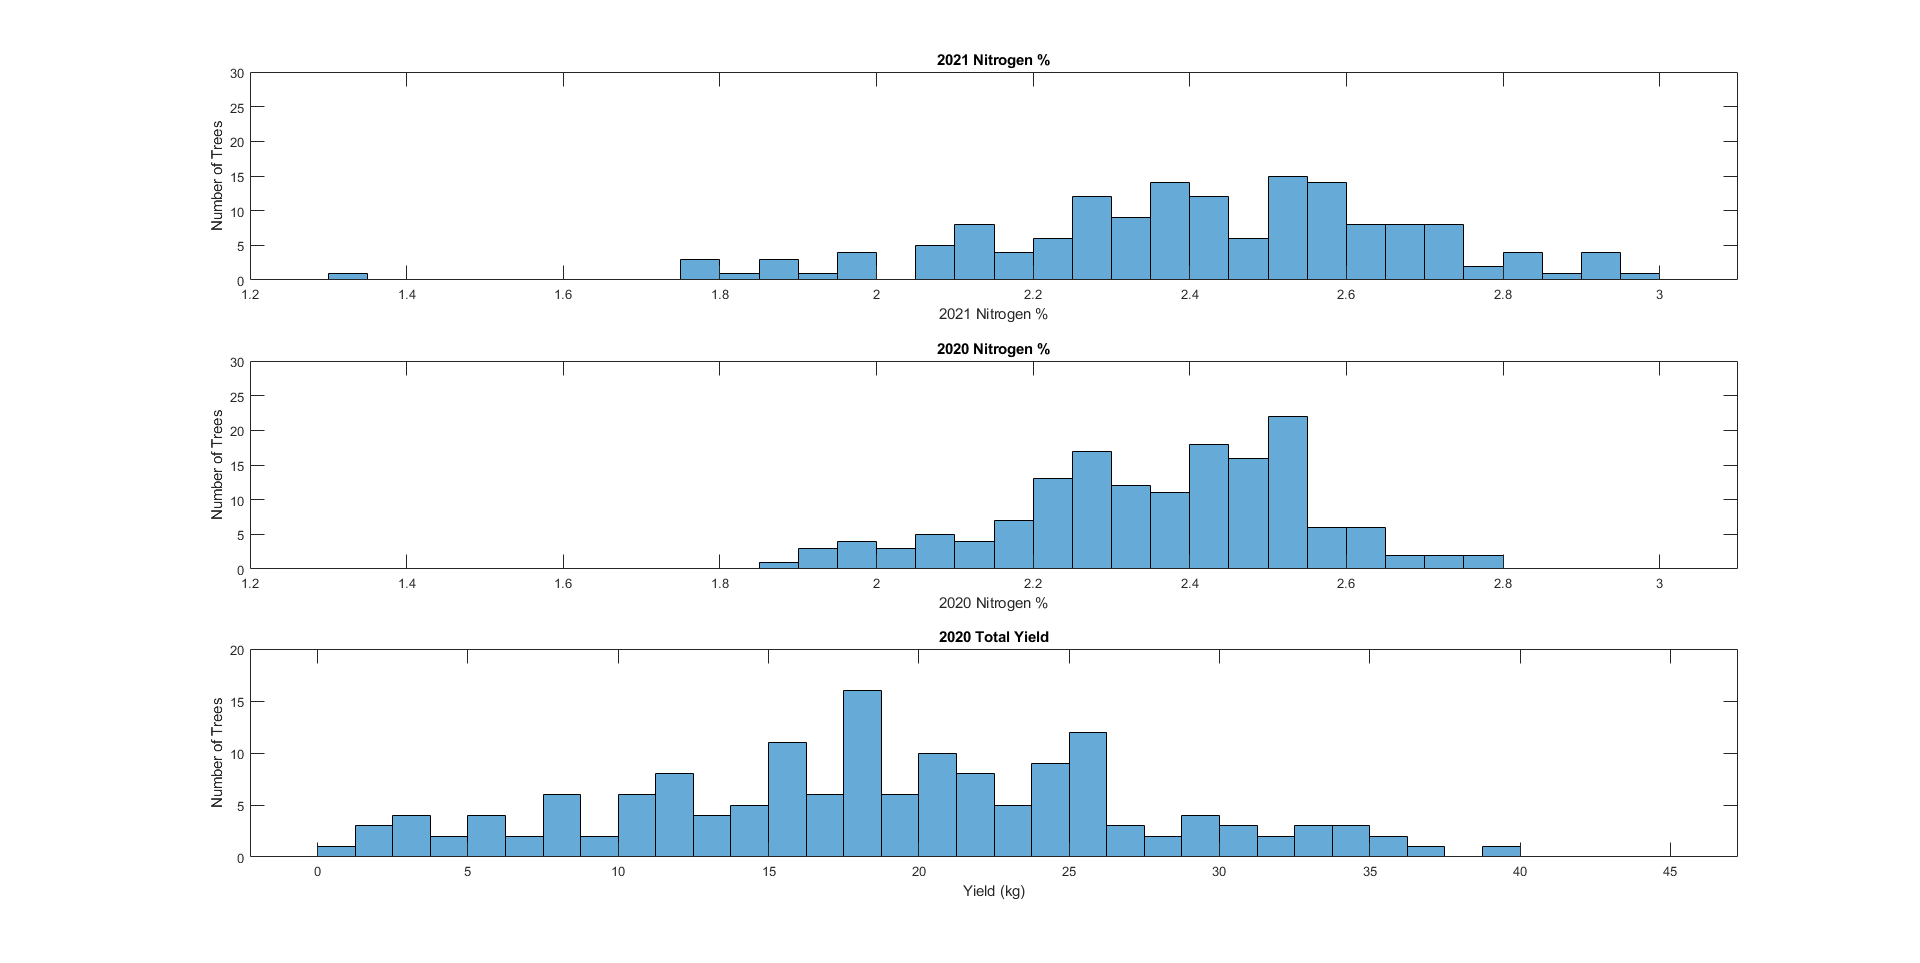 2021 Nitrogen %
30
25
20
15
10
5
0
Number of Trees
1.2 1.4 1.6 1.8 2 2.2 2.4 2.6 2.8 3
2021 Nitrogen %
2020 Nitrogen %
30
25
20
15
10
5
0
Number of Trees
1.2 1.4 1.6 1.8 2 2.2 2.4 2.6 2.8 3
2020 Nitrogen %
2020 Total Yield
20
15
10
5
0
Number of Trees
0 5 10 15 20 25 30 35 40 45
Yield (kg)